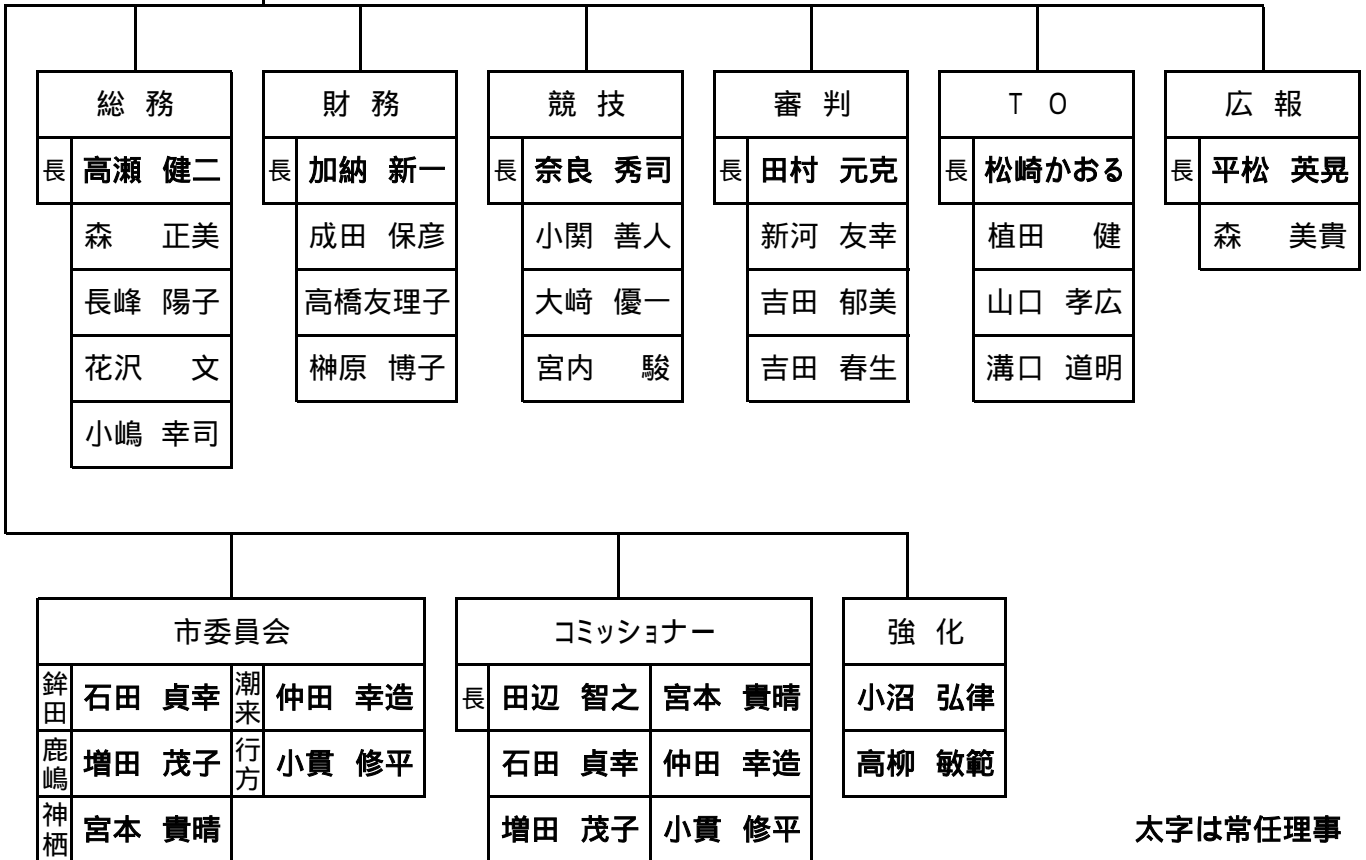 総 務 財 務 競 技 審 判 T O 広 報
長 高瀬 健二 長 加納 新一 長 奈良 秀司 長 田村 元克 長 松崎かおる 長 平松 英晃
森 正美 成田 保彦 小関 善人 新河 友幸 植田 健 森 美貴
長峰 陽子 高橋友理子 大﨑 優一 吉田 郁美 山口 孝広
花沢 文 榊原 博子 宮内 駿 吉田 春生 溝口 道明
小嶋 幸司
市委員会 コミッショナー 強 化
鉾田 石田 貞幸 潮来 仲田 幸造 長 田辺 智之 宮本 貴晴 小沼 弘律
鹿嶋 増田 茂子 行方 小貫 修平 石田 貞幸 仲田 幸造 高柳 敏範
神栖 宮本 貴晴 増田 茂子 小貫 修平 太字は常任理事